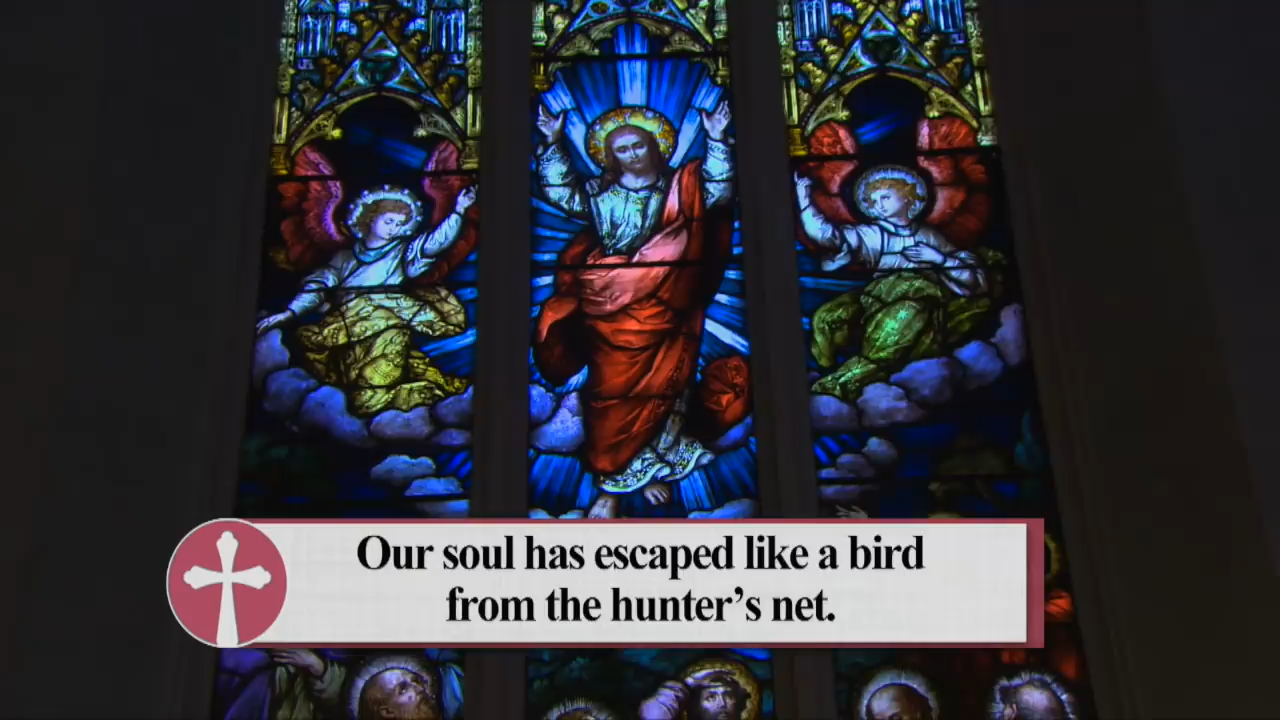 Our soul has escaped like a bird
from the hunter’s net.